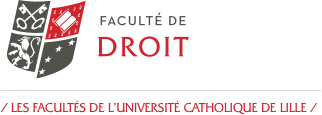 FACULTÉ DE
DROIT
/ LES FACULTÉS DE L'UNIVERSITÉ CATHOLIQUE DE LILLE /